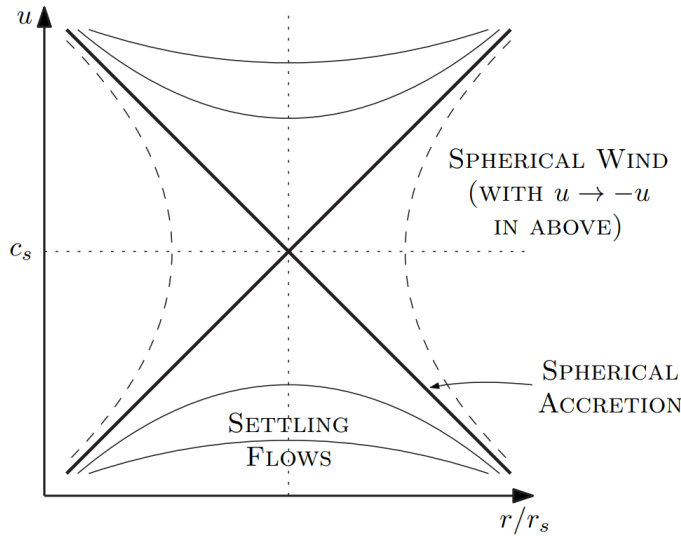 u
SPHERICAL WIND
(WITH u → −u
IN ABOVE)
c_s
SPHERICAL
ACCRETION
SETTLING
FLOWS
r/r_s